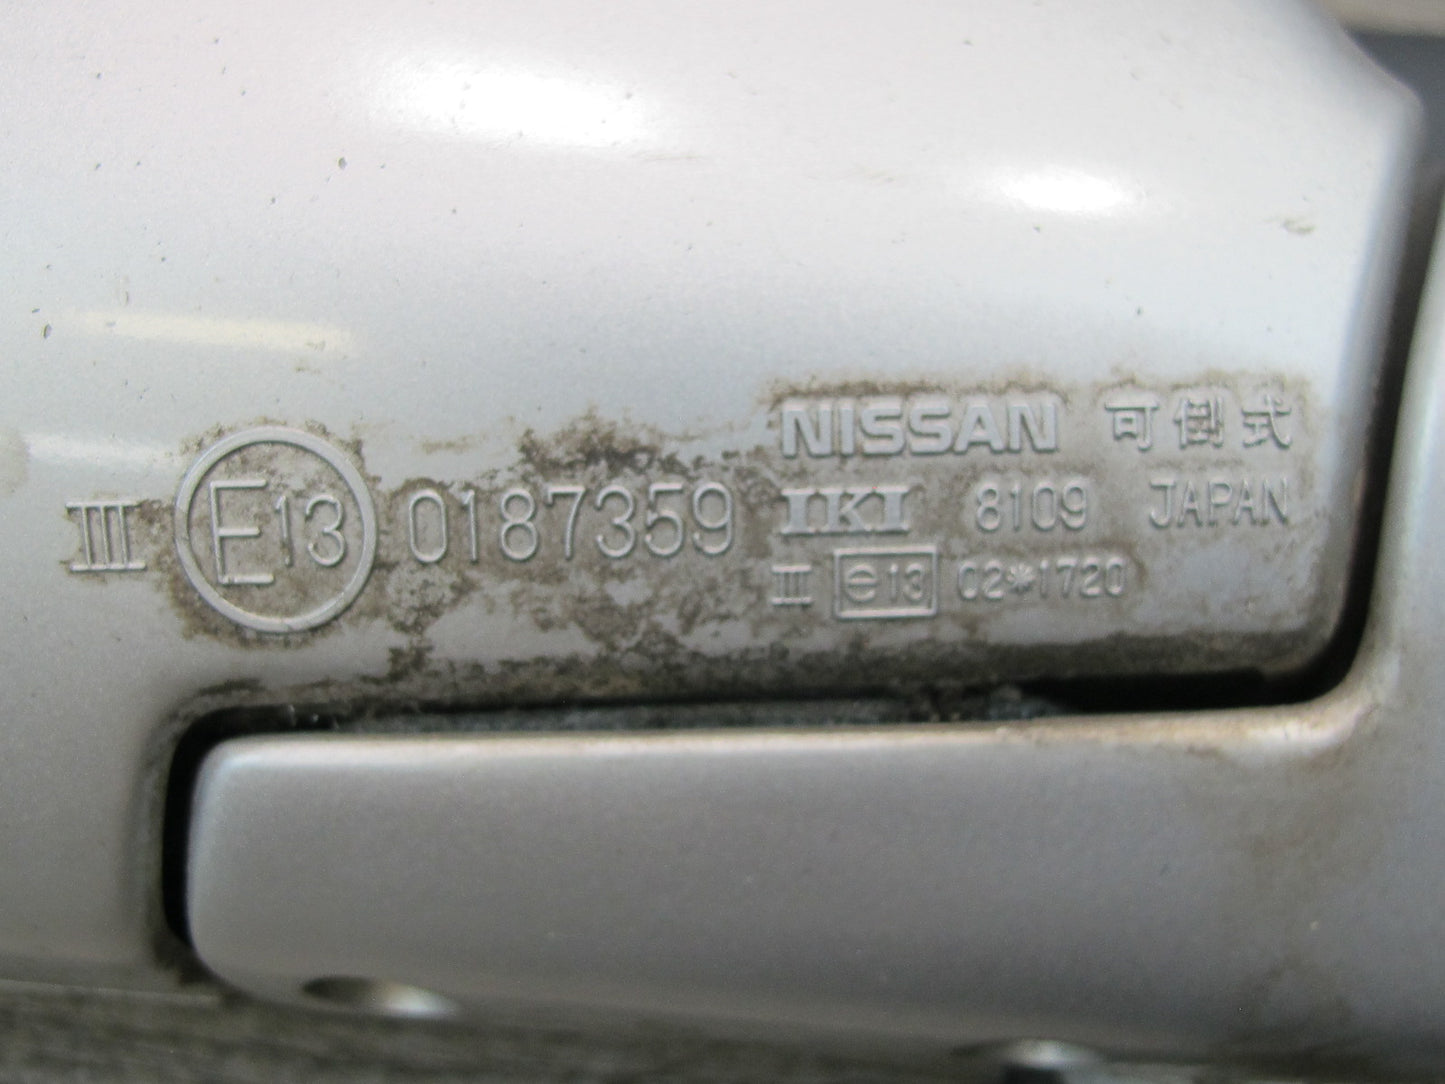 III E13 0187359
NISSAN 可倒式
IKI 8109 JAPAN
III e13 02*1720